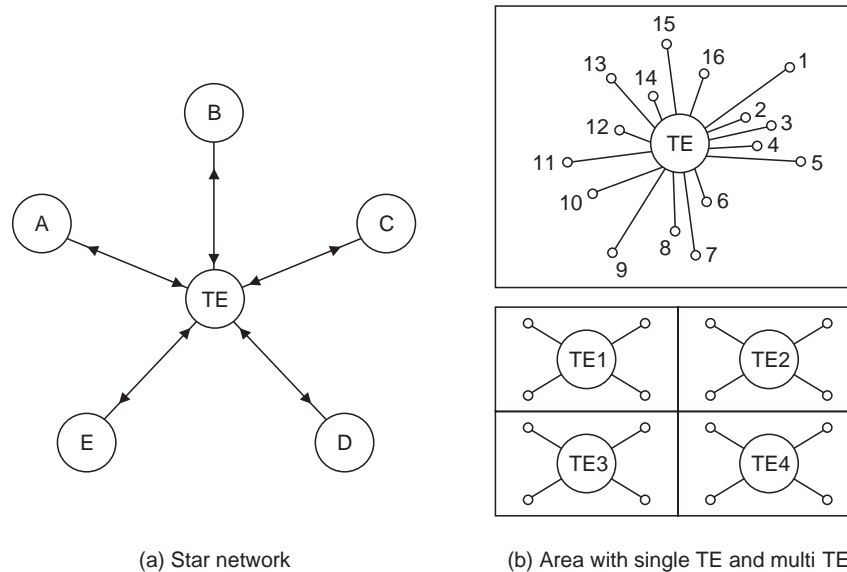 B
A
C
TE
E
D
(a) Star network
15
16
1
13
14
2
3
12
TE
4
11
5
10
6
8
7
9
TE1
TE2
TE3
TE4
(b) Area with single TE and multi TE